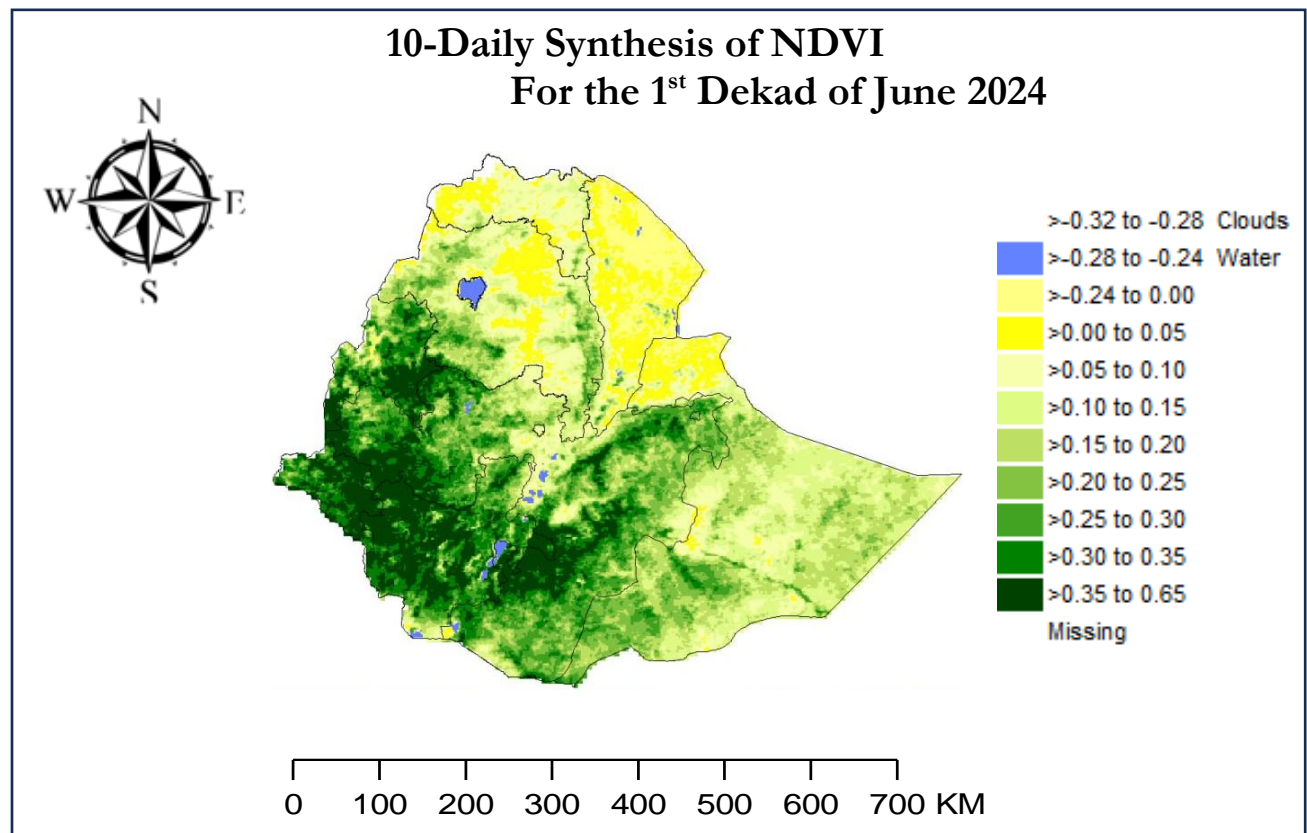 10-Daily Synthesis of NDVI
For the 1st Dekad of June 2024
N
W E
S
>-0.32 to -0.28 Clouds
>-0.28 to -0.24 Water
>-0.24 to 0.00
>0.00 to 0.05
>0.05 to 0.10
>0.10 to 0.15
>0.15 to 0.20
>0.20 to 0.25
>0.25 to 0.30
>0.30 to 0.35
>0.35 to 0.65
Missing
0 100 200 300 400 500 600 700 KM